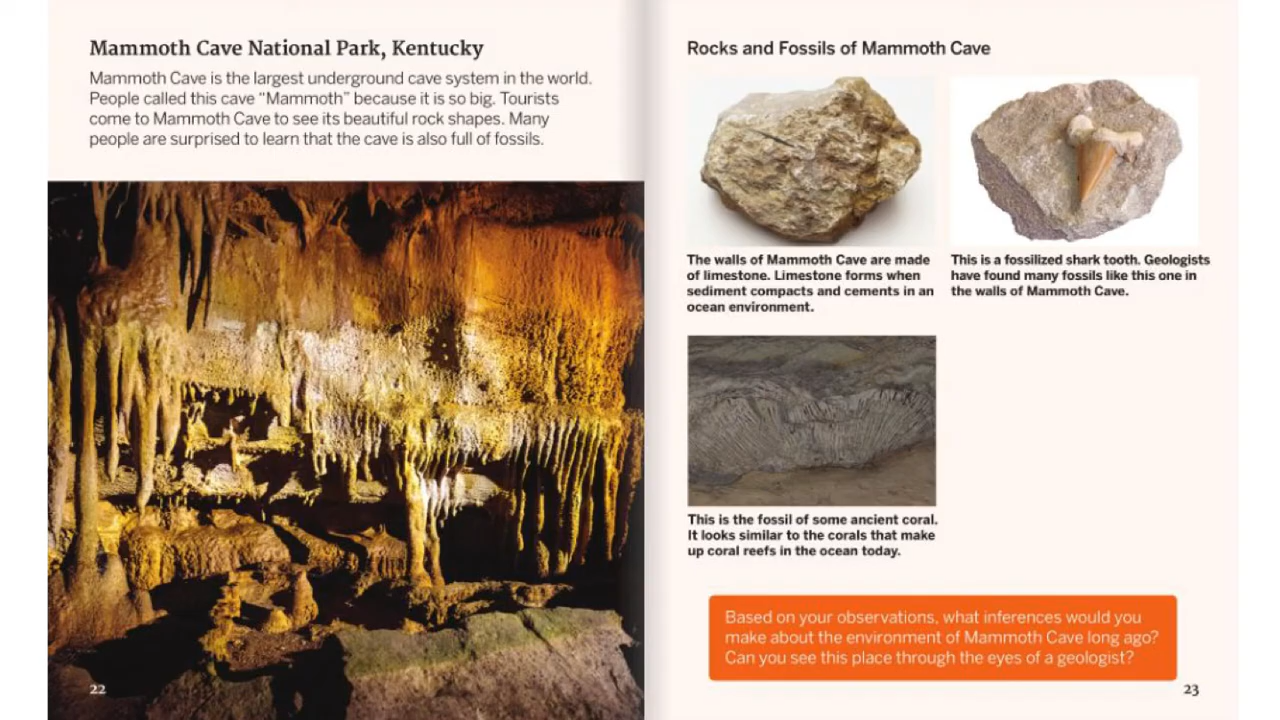 Mammoth Cave National Park, Kentucky
Mammoth Cave is the largest underground cave system in the world.
People called this cave “Mammoth” because it is so big. Tourists
come to Mammoth Cave to see its beautiful rock shapes. Many
people are surprised to learn that the cave is also full of fossils.
22
Rocks and Fossils of Mammoth Cave
The walls of Mammoth Cave are made
of limestone. Limestone forms when
sediment compacts and cements in an
ocean environment.
This is a fossilized shark tooth. Geologists
have found many fossils like this one in
the walls of Mammoth Cave.
This is the fossil of some ancient coral.
It looks similar to the corals that make
up coral reefs in the ocean today.
Based on your observations, what inferences would you
make about the environment of Mammoth Cave long ago?
Can you see this place through the eyes of a geologist?
23